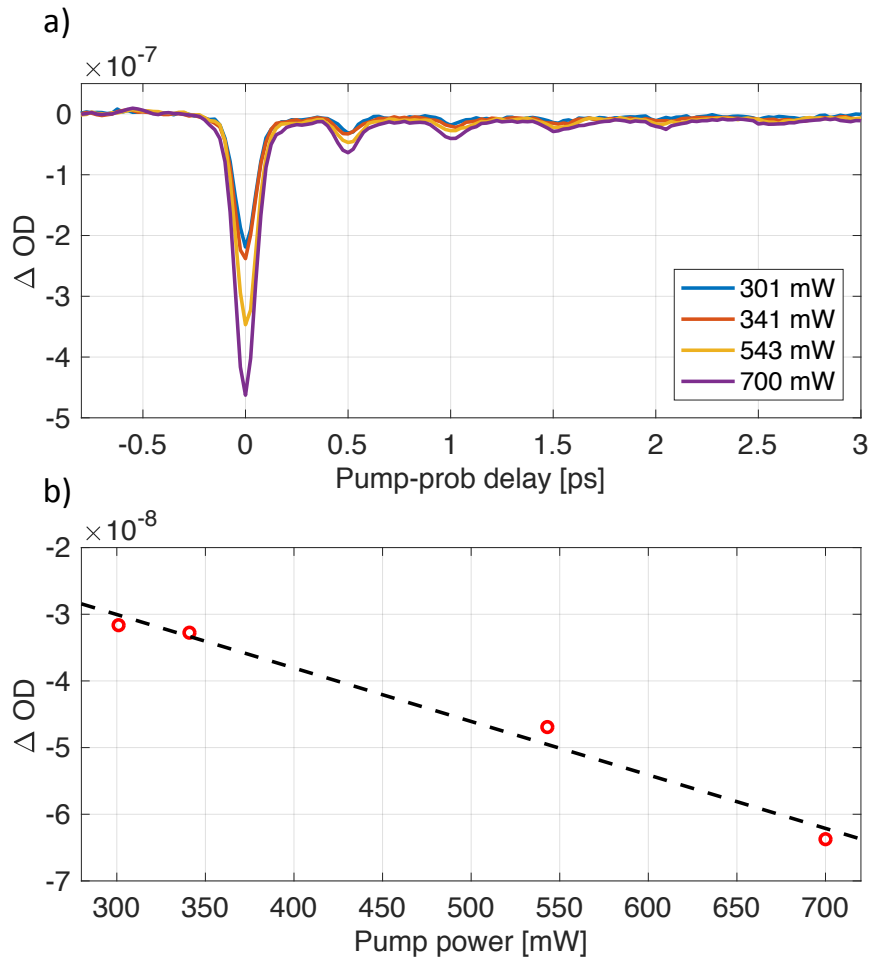 a)
×10-7
0
-1
-2
-3
-4
-5
Δ OD
301 mW
341 mW
543 mW
700 mW
-0.5 0 0.5 1 1.5 2 2.5 3
Pump-prob delay [ps]
b)
×10-8
-2
-3
-4
-5
-6
-7
Δ OD
300 350 400 450 500 550 600 650 700
Pump power [mW]